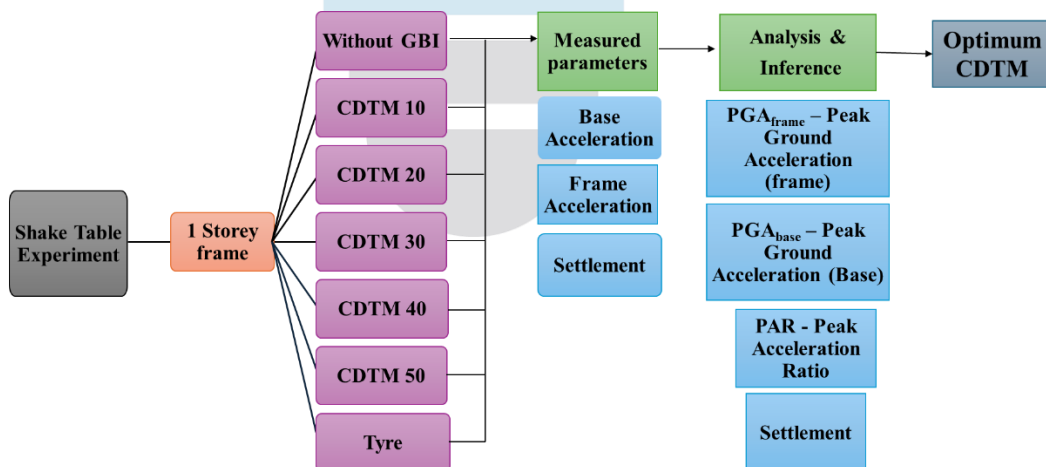 Shake Table
Experiment
1 Storey
frame
Without GBI
CDTM 10
CDTM 20
CDTM 30
CDTM 40
CDTM 50
Tyre
Measured
parameters
Base
Acceleration
Frame
Acceleration
Settlement
Analysis &
Inference
PGAframe – Peak
Ground
Acceleration
(frame)
PGAbase – Peak
Ground
Acceleration (Base)
PAR - Peak
Acceleration
Ratio
Settlement
Optimum
CDTM